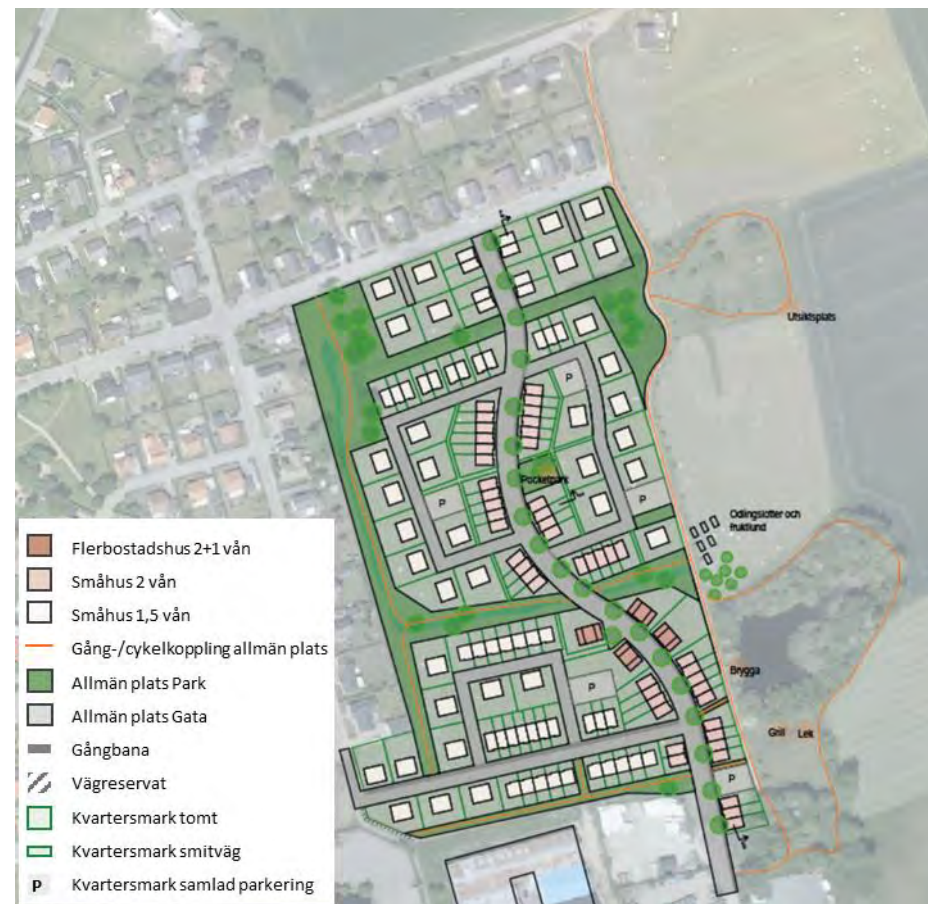 Utsiktsplats
P
Pocketpark
P
P
Odlingslotter och
fruktlund
Flerbostadshus 2+1 vån
Småhus 2 vån
Småhus 1,5 vån
Gång-/cykelkoppling allmän plats
Allmän plats Park
Allmän plats Gata
Gångbana
Vägreservat
Kvartersmark tomt
Kvartersmark smitväg
P Kvartersmark samlad parkering
P
Brygga
Grill Lek
P